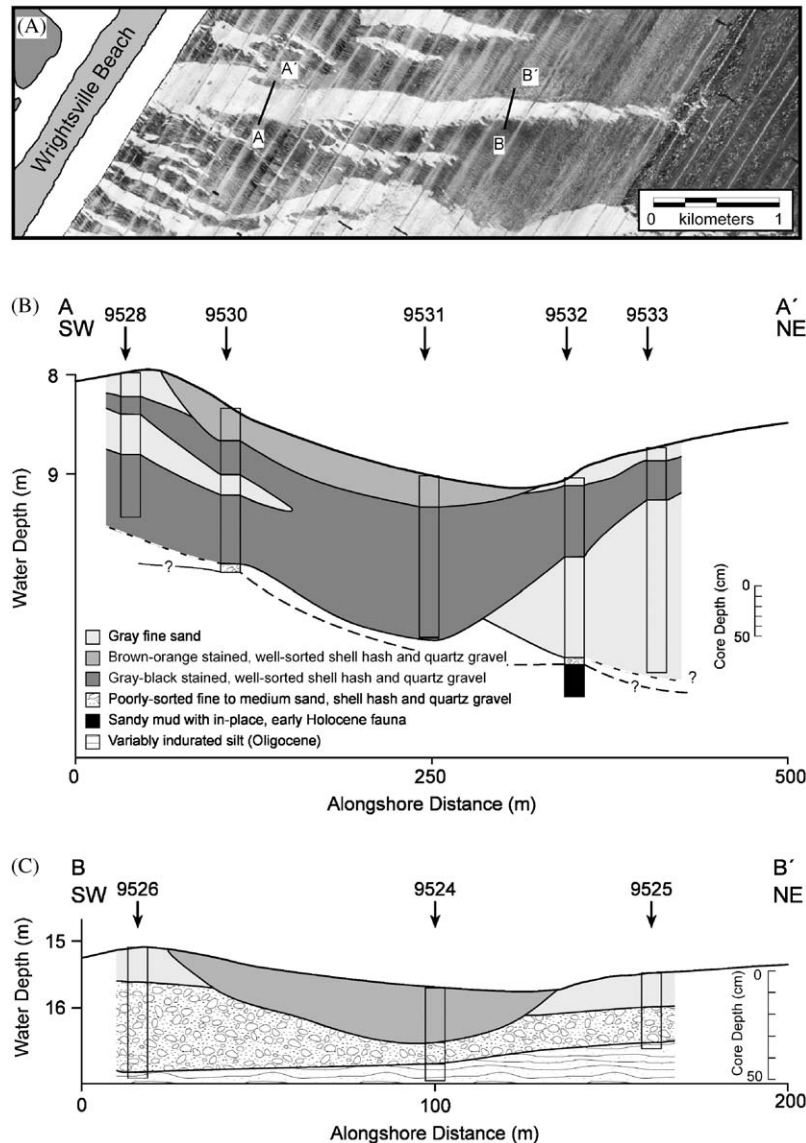 (A)
Wrightsville Beach
A´
A
B´
B
0 kilometers 1
(B)
A A´
SW 9528 9530 9531 9532 9533 NE
8
9
Water Depth (m)
?
?
?
0
50
Core Depth (cm)
Gray fine sand
Brown-orange stained, well-sorted shell hash and quartz gravel
Gray-black stained, well-sorted shell hash and quartz gravel
Poorly-sorted fine to medium sand, shell hash and quartz gravel
Sandy mud with in-place, early Holocene fauna
Variably indurated silt (Oligocene)
0 250 500
Alongshore Distance (m)
(C)
B B´
SW 9526 9524 9525 NE
15
16
Water Depth (m)
0
50
Core Depth (cm)
0 100 200
Alongshore Distance (m)